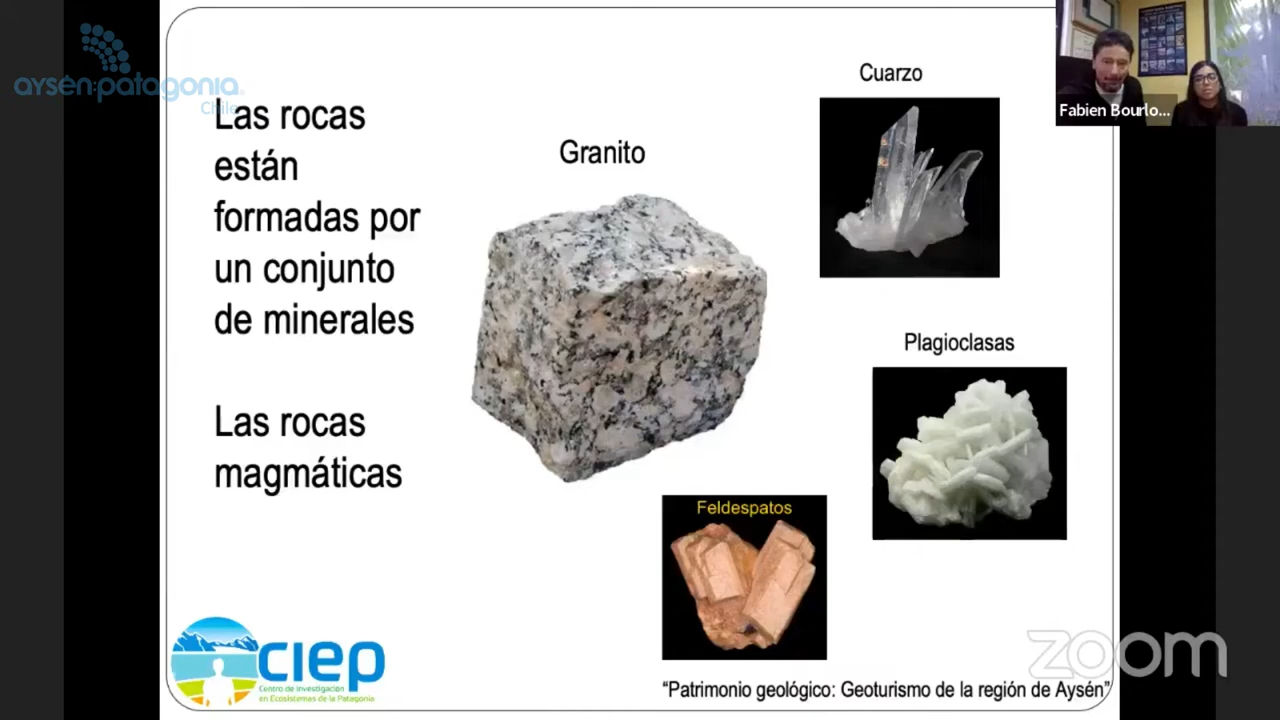 aysén:patagonia
Chile
Las rocas
están
formadas por
un conjunto
de minerales
Las rocas
magmáticas
Granito
Cuarzo
Plagioclasas
Feldespatos
Fabien Bourlo...
ciep
Centro de Investigación
en Ecosistemas de la Patagonia
zoom
“Patrimonio geológico: Geoturismo de la región de Aysén”